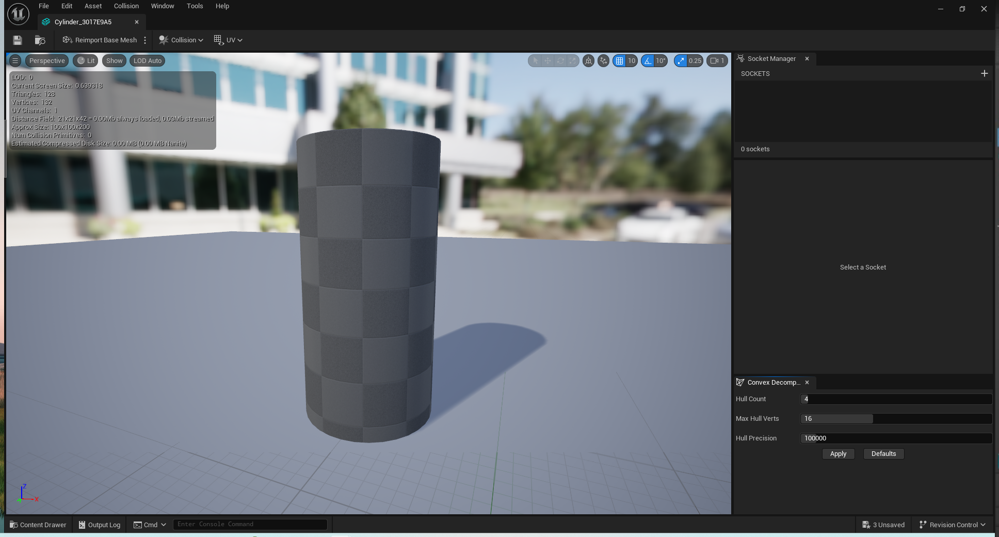 File Edit Asset Collision Window Tools Help
Cylinder_3017E9A5
Reimport Base Mesh Collision UV
Perspective Lit Show LOD Auto 10 10° 0.25 1
LOD: 0
Current Screen Size: 0.639318
Triangles: 128
Vertices: 132
UV Channels: 1
Distance Field: 21x21x42 = 0.00Mb always loaded, 0.03Mb streamed
Approx Size: 100x100x200
Num Collision Primitives: 0
Estimated Compressed Disk Size: 0.00 MB (0.00 MB Nanite)
Z
X
Socket Manager
SOCKETS
0 sockets
Select a Socket
Convex Decomp...
Hull Count 4
Max Hull Verts 16
Hull Precision 100000
Apply Defaults
Content Drawer Output Log Cmd Enter Console Command 3 Unsaved Revision Control